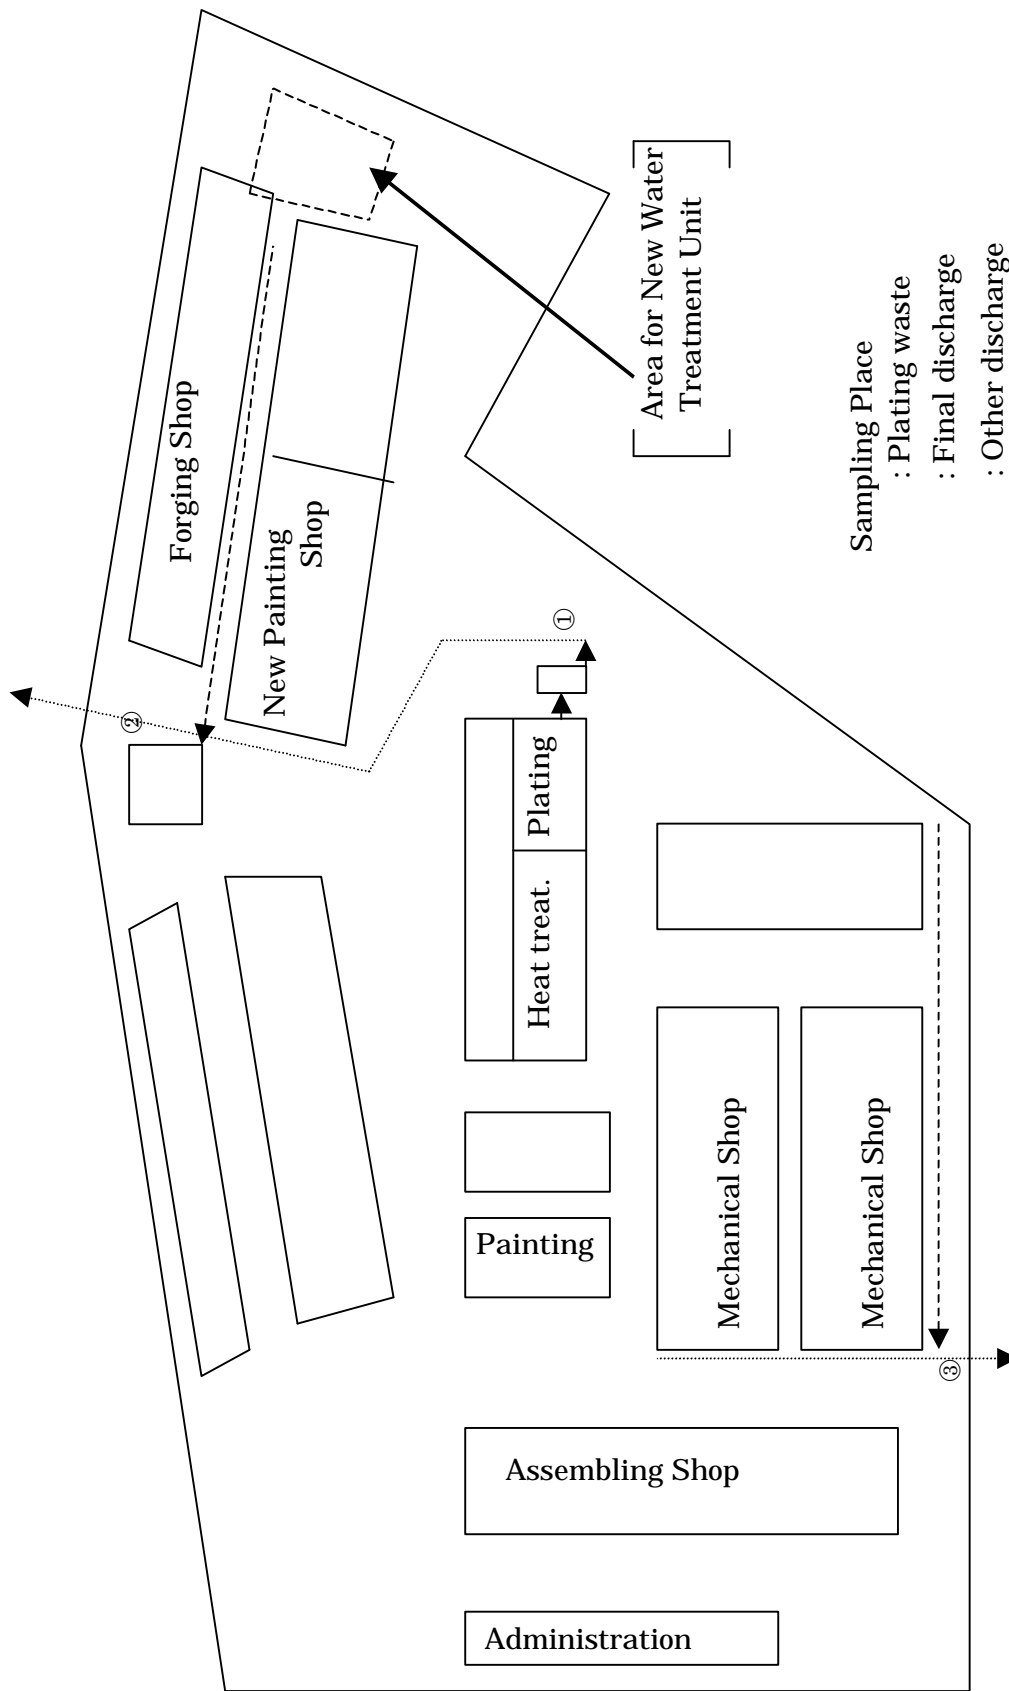 Forging Shop
New Painting
Shop
②
①
Plating
Heat treat.
Area for New Water
Treatment Unit
Sampling Place
: Plating waste
: Final discharge
: Other discharge
Painting
Mechanical Shop
Mechanical Shop
③
Assembling Shop
Administration